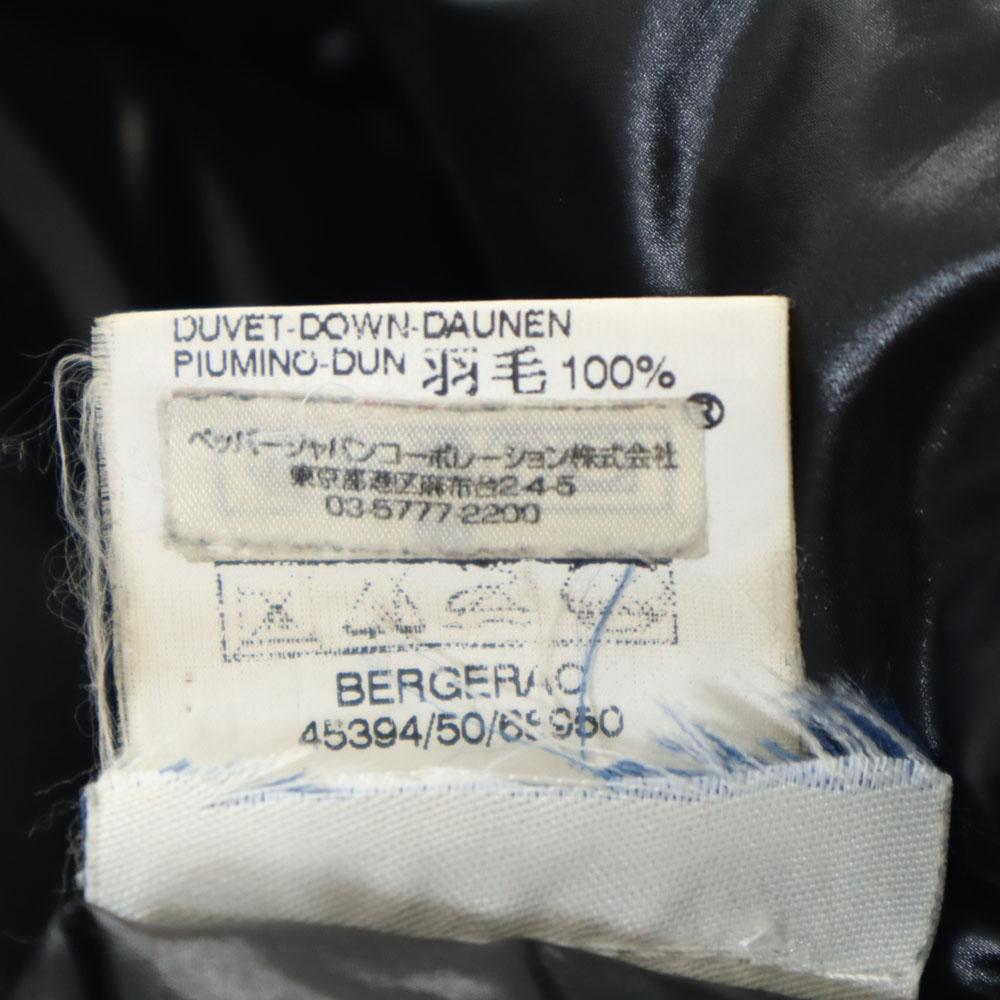 DUVET-DOWN-DAUNEN
PIUMINO-DUN 羽毛 100%
®
ペッパージャパンコーポレーション株式会社
東京都港区麻布台2-4-5
03-5777-2200
BERGERAC
45394/50/